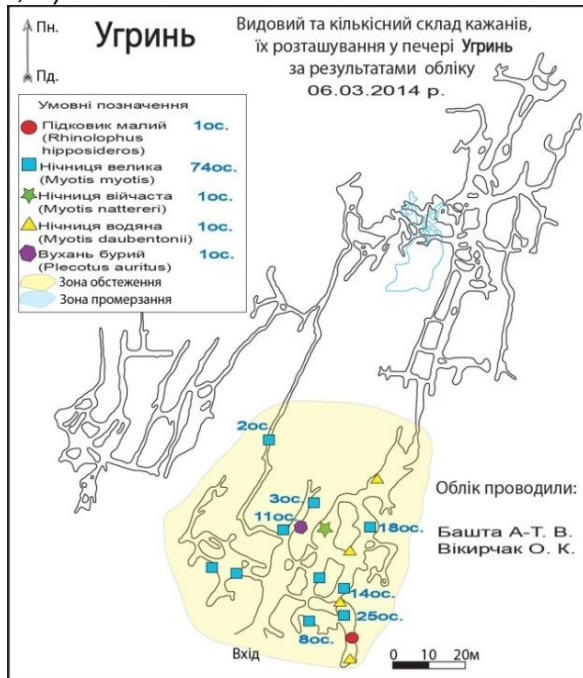 Пн.
Пд.
Угринь
Видовий та кількісний склад кажанів,
їх розташування у печері Угринь
за результатами обліку
06.03.2014 р.
Умовні позначення
Підковик малий 1ос.
(Rhinolophus
hipposideros)
Нічниця велика 74ос.
(Myotis myotis)
Нічниця війчаста 1ос.
(Myotis nattereri)
Нічниця водяна 1ос.
(Myotis daubentonii)
Вухань бурий 1ос.
(Plecotus auritus)
Зона обстеження
Зона промерзання
2ос.
3ос.
11ос.
18ос.
14ос.
25ос.
8ос.
Вхід
Облік проводили:
Башта А-Т. В.
Вікирчак О. К.
0 10 20м